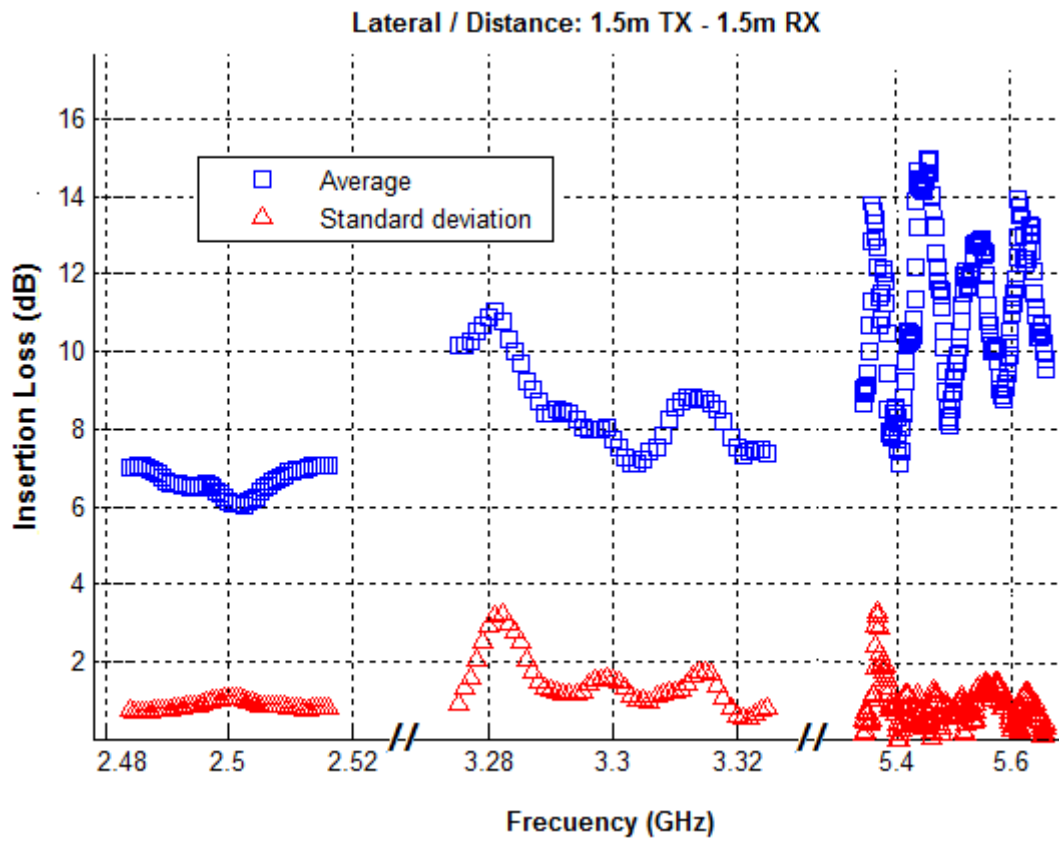 Lateral / Distance: 1.5m TX - 1.5m RX
16
14
12
10
8
6
4
2
Insertion Loss (dB)
Average
Standard deviation
2.48 2.5 2.52 3.28 3.3 3.32 5.4 5.6
Frecuency (GHz)